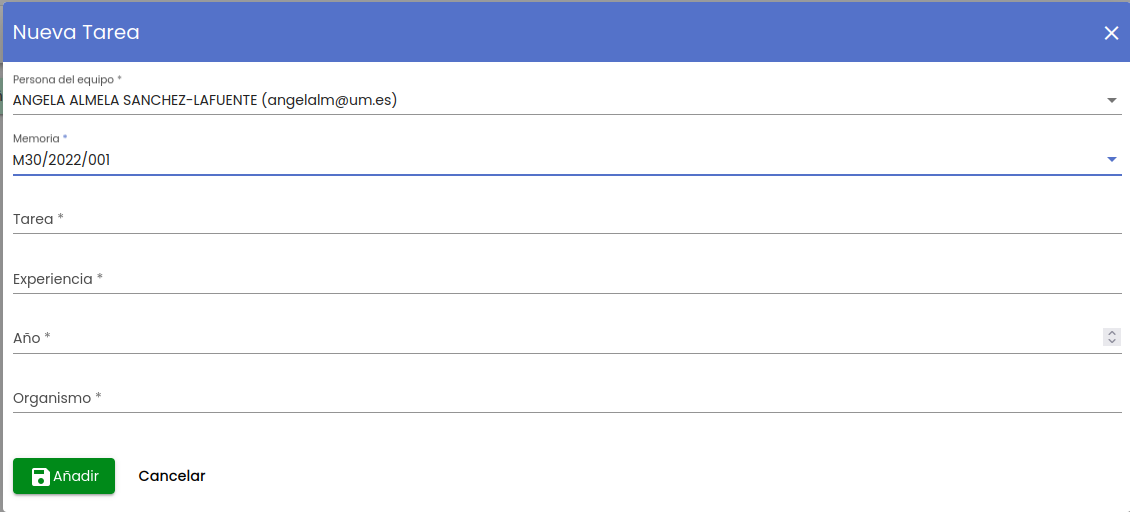 Nueva Tarea
Persona del equipo *
ANGELA ALMELA SANCHEZ-LAFUENTE (angelalm@um.es)
Memoria *
M30/2022/001
Tarea *
Experiencia *
Año *
Organismo *
Añadir Cancelar